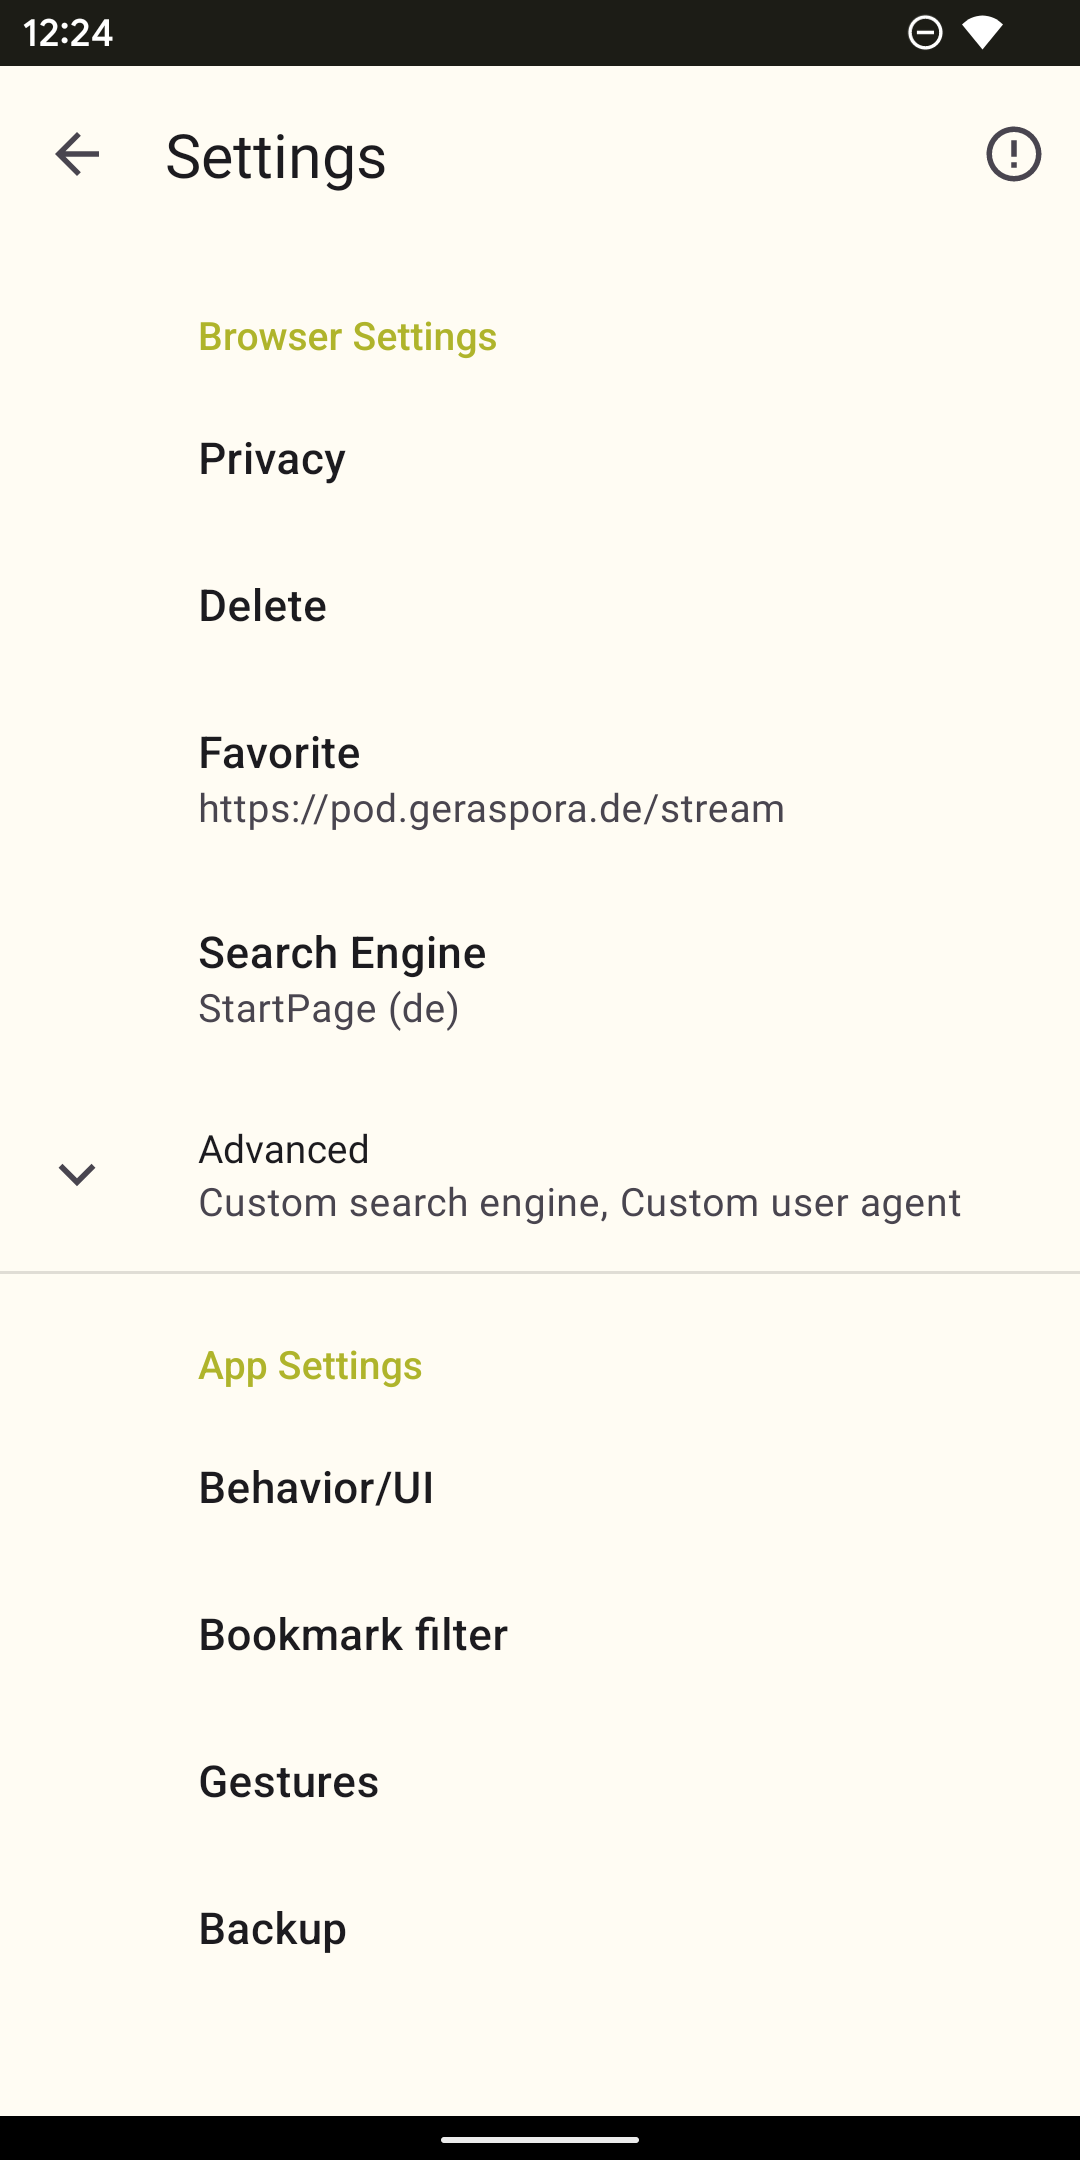 12:24
Settings
Browser Settings
Privacy
Delete
Favorite
https://pod.geraspora.de/stream
Search Engine
StartPage (de)
Advanced
Custom search engine, Custom user agent
App Settings
Behavior/UI
Bookmark filter
Gestures
Backup